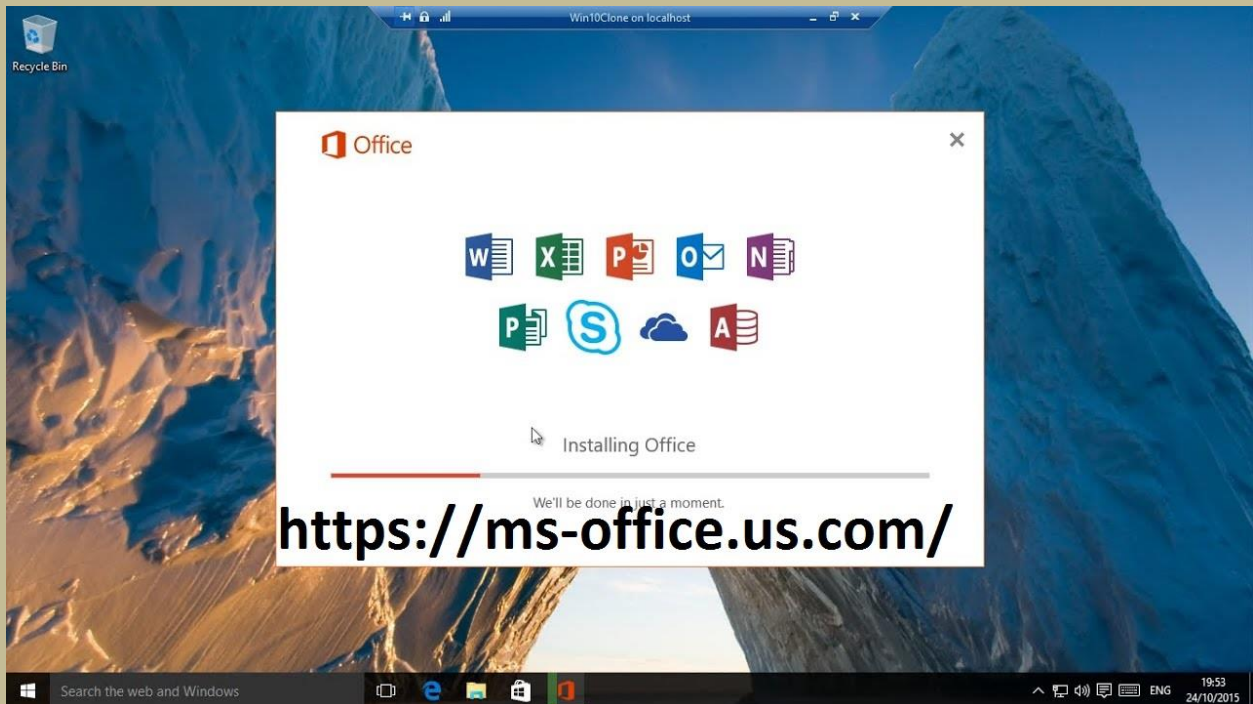 Win10Clone on localhost
Recycle Bin
Office
W X P O N
P S A
Installing Office
We'll be done in just a moment.
https://ms-office.us.com/
Search the web and Windows
ENG
19:53
24/10/2015